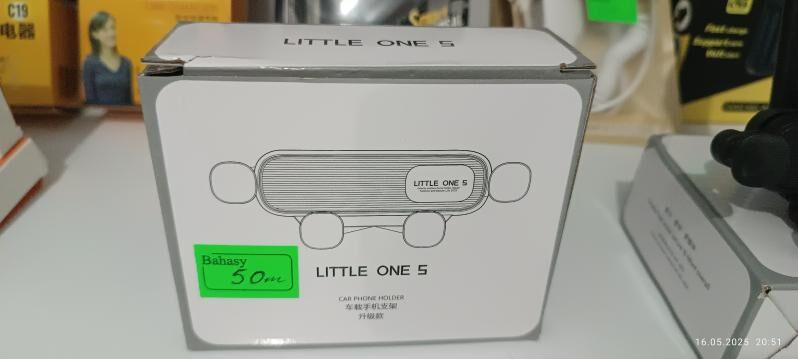 C19
电器
LITTLE ONE 5
LITTLE ONE 5
Bahasy
50m
LITTLE ONE 5
CAR PHONE HOLDER
车载手机支架
升级款
16.05.2025 20:51